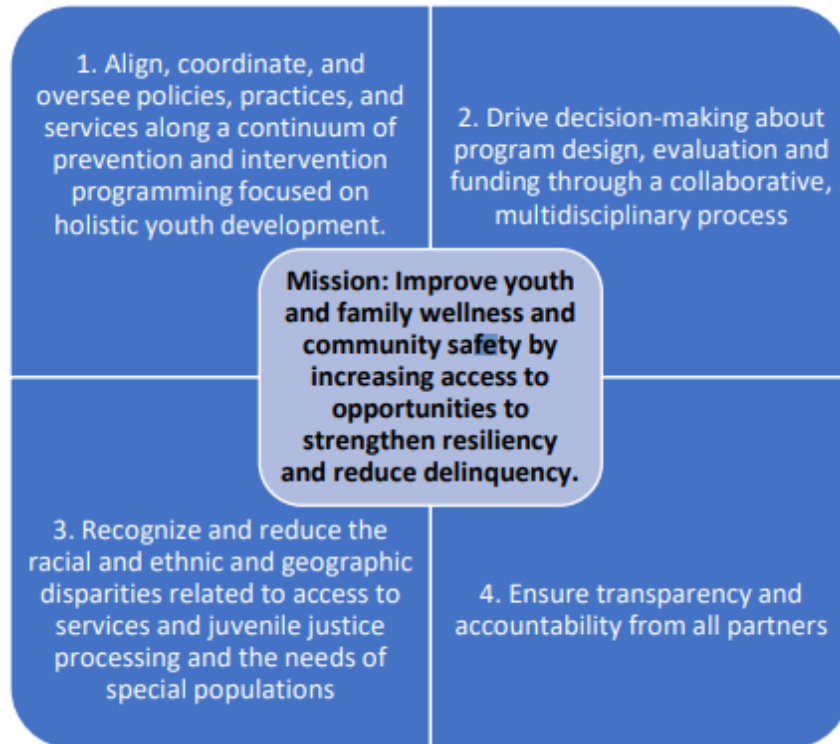 1. Align, coordinate, and
oversee policies, practices, and
services along a continuum of
prevention and intervention
programming focused on
holistic youth development.
2. Drive decision-making about
program design, evaluation and
funding through a collaborative,
multidisciplinary process
Mission: Improve youth
and family wellness and
community safety by
increasing access to
opportunities to
strengthen resiliency
and reduce delinquency.
3. Recognize and reduce the
racial and ethnic and geographic
disparities related to access to
services and juvenile justice
processing and the needs of
special populations
4. Ensure transparency and
accountability from all partners